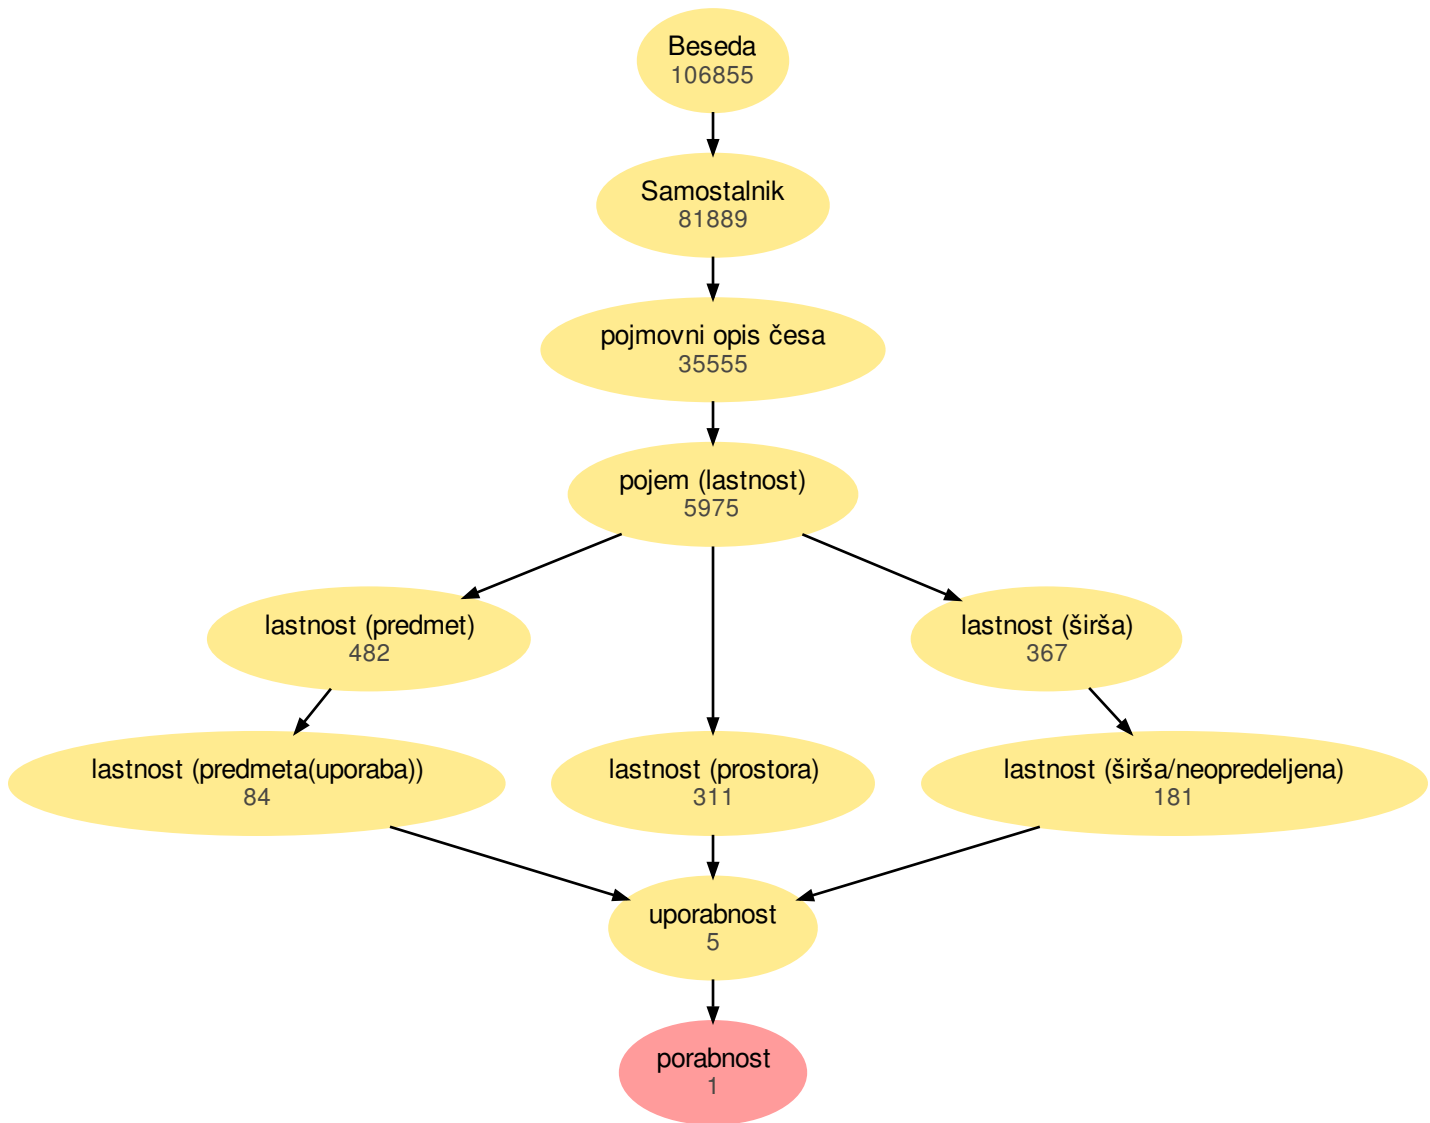 Beseda
106855
Samostalnik
81889
pojmovni opis česa
35555
pojem (lastnost)
5975
lastnost (predmet)
482
lastnost (širša)
367
lastnost (predmeta(uporaba))
84
lastnost (prostora)
311
lastnost (širša/neopredeljena)
181
uporabnost
5
porabnost
1